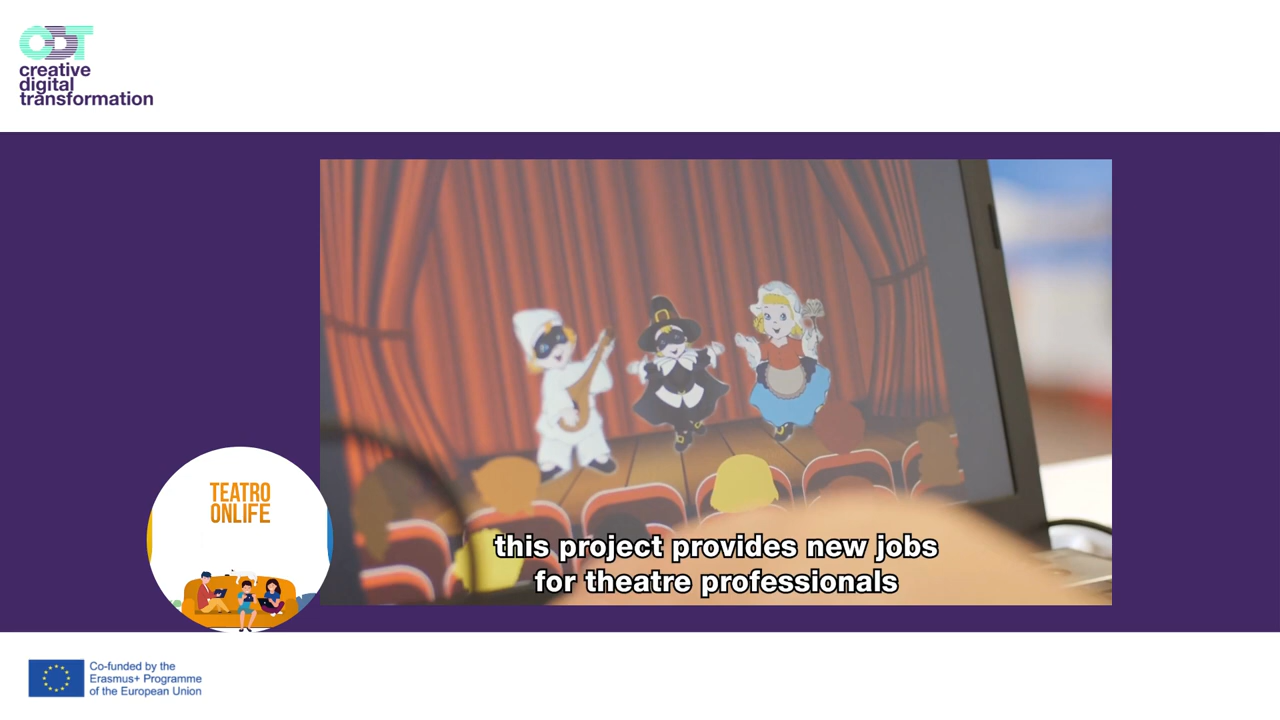 CDT
creative
digital
transformation
TEATRO
ONLIFE
this project provides new jobs
for theatre professionals
Co-funded by the
Erasmus+ Programme
of the European Union